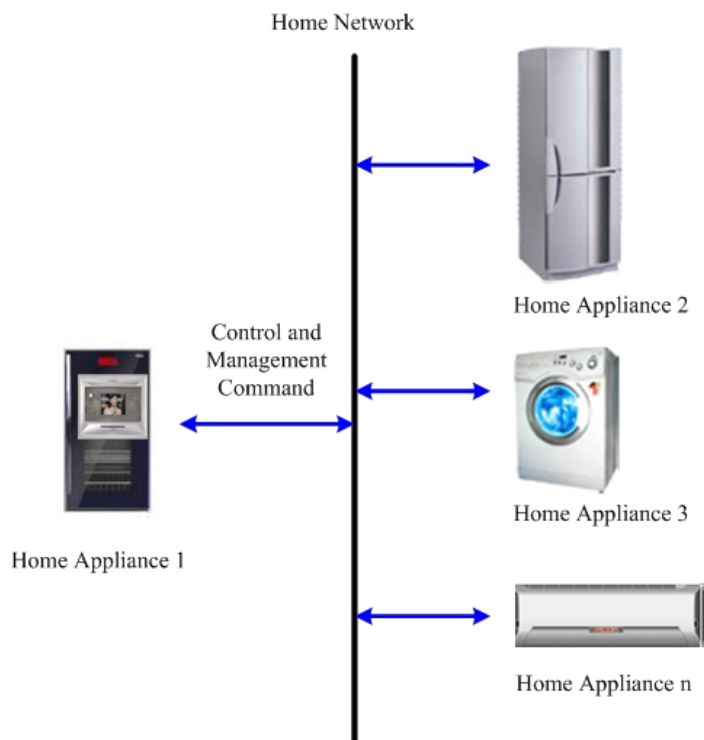 Home Network
Home Appliance 2
Control and
Management
Command
Home Appliance 3
Home Appliance 1
Home Appliance n